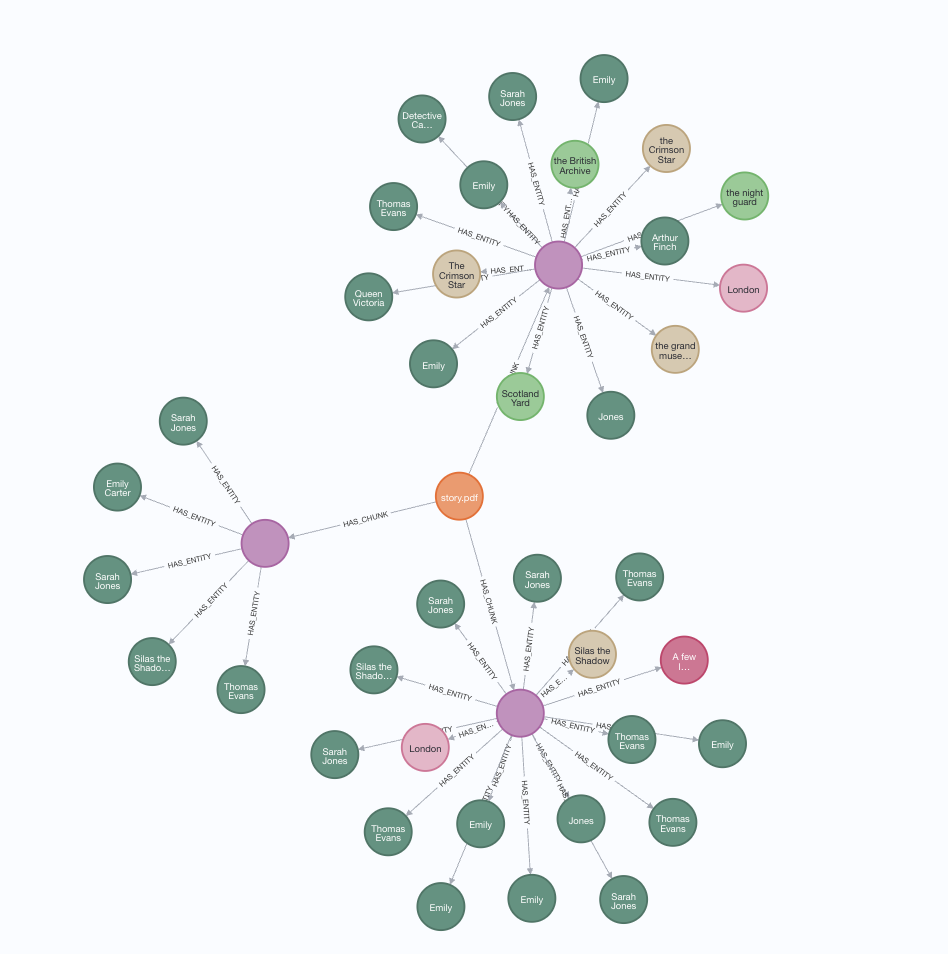 Emily
Sarah
Jones
Detective
Ca...
the British
Archive
the
Crimson
Star
Emily
the night
guard
Thomas
Evans
HAS_ENTITY
HAS_ENT...
HAS_ENTITY
HAS_ENTITY
HAS_ENTITY
Arthur
Finch
HAS_ENTITY
The
Crimson
Star
HAS_ENT
HAS_ENTITY
London
Queen
Victoria
HAS_ENTITY
HAS_ENTITY
HAS_ENTITY
HAS_ENTITY
the grand
muse...
Emily
Scotland
Yard
Jones
Sarah
Jones
Emily
Carter
HAS_ENTITY
HAS_ENTITY
story.pdf
HAS_CHUNK
HAS_ENTITY
Sarah
Jones
HAS_ENTITY
HAS_ENTITY
Silas the
Shado...
Thomas
Evans
HAS_CHUNK
Sarah
Jones
Sarah
Jones
Thomas
Evans
HAS_ENTITY
HAS_ENTITY
Silas the
Shadow
Silas the
Shado...
A few
l...
HAS_ENTITY
HAS_E...
HAS_ENTITY
Sarah
Jones
London
HAS_EN...
HAS_ENTITY
HAS
Thomas
Evans
Emily
HAS_ENTITY
HAS_ENTITY
HAS_ENTITY
HAS_ENTITY
HAS_ENTITY
Thomas
Evans
Emily
Jones
Thomas
Evans
Emily
Emily
Sarah
Jones